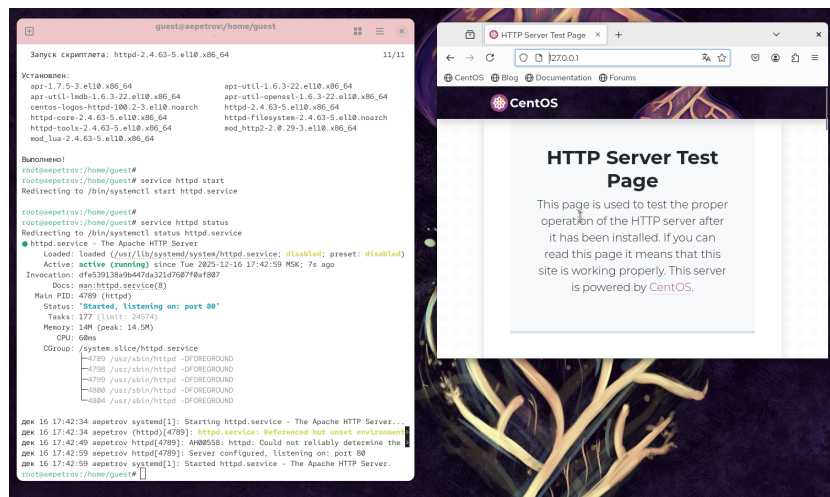 guest@aepetrov:/home/guest
Запуск скриптлета: httpd-2.4.63-5.el10.x86_64 11/11
Установлен:
apr-1.7.5-3.el10.x86_64 apr-util-1.6.3-22.el10.x86_64
apr-util-lmdb-1.6.3-22.el10.x86_64 apr-util-openssl-1.6.3-22.el10.x86_64
centos-logos-httpd-100.2-3.el10.noarch httpd-2.4.63-5.el10.x86_64
httpd-core-2.4.63-5.el10.x86_64 httpd-filesystem-2.4.63-5.el10.noarch
httpd-tools-2.4.63-5.el10.x86_64 mod_http2-2.0.29-3.el10.x86_64
mod_lua-2.4.63-5.el10.x86_64
Выполнено!
root@aepetrov:/home/guest#
root@aepetrov:/home/guest# service httpd start
Redirecting to /bin/systemctl start httpd.service
root@aepetrov:/home/guest#
root@aepetrov:/home/guest# service httpd status
Redirecting to /bin/systemctl status httpd.service
● httpd.service - The Apache HTTP Server
Loaded: loaded (/usr/lib/systemd/system/httpd.service; disabled; preset: disabled)
Active: active (running) since Tue 2025-12-16 17:42:59 MSK; 7s ago
Invocation: dfe539138a9b447da321d7607f0af807
Docs: man:httpd.service(8)
Main PID: 4789 (httpd)
Status: "Started, listening on: port 80"
Tasks: 177 (limit: 24574)
Memory: 14M (peak: 14.5M)
CPU: 60ms
CGroup: /system.slice/httpd.service
├─4789 /usr/sbin/httpd -DFOREGROUND
├─4798 /usr/sbin/httpd -DFOREGROUND
├─4799 /usr/sbin/httpd -DFOREGROUND
├─4800 /usr/sbin/httpd -DFOREGROUND
└─4804 /usr/sbin/httpd -DFOREGROUND
дек 16 17:42:34 aepetrov systemd[1]: Starting httpd.service - The Apache HTTP Server...
дек 16 17:42:34 aepetrov (httpd)[4789]: httpd.service: Referenced but unset environment>
дек 16 17:42:49 aepetrov httpd[4789]: AH00558: httpd: Could not reliably determine the >
дек 16 17:42:59 aepetrov httpd[4789]: Server configured, listening on: port 80
дек 16 17:42:59 aepetrov systemd[1]: Started httpd.service - The Apache HTTP Server.
root@aepetrov:/home/guest#
HTTP Server Test Page
127.0.0.1
CentOS Blog Documentation Forums
CentOS
HTTP Server Test
Page
This page is used to test the proper
operation of the HTTP server after
it has been installed. If you can
read this page it means that this
site is working properly. This server
is powered by CentOS.